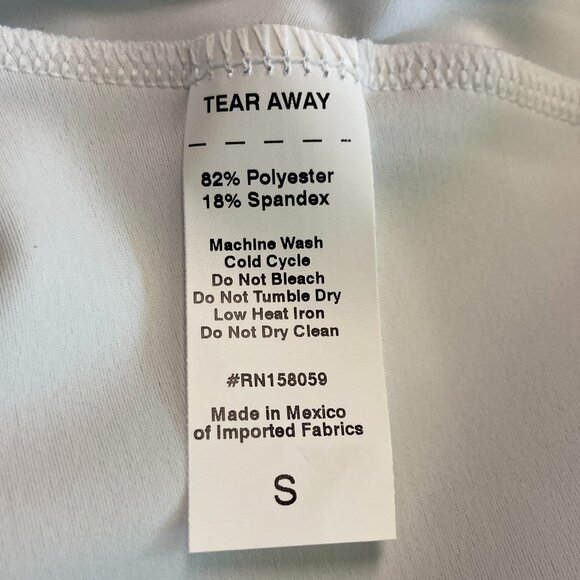 TEAR AWAY
82% Polyester
18% Spandex
Machine Wash
Cold Cycle
Do Not Bleach
Do Not Tumble Dry
Low Heat Iron
Do Not Dry Clean
#RN158059
Made in Mexico
of Imported Fabrics
S